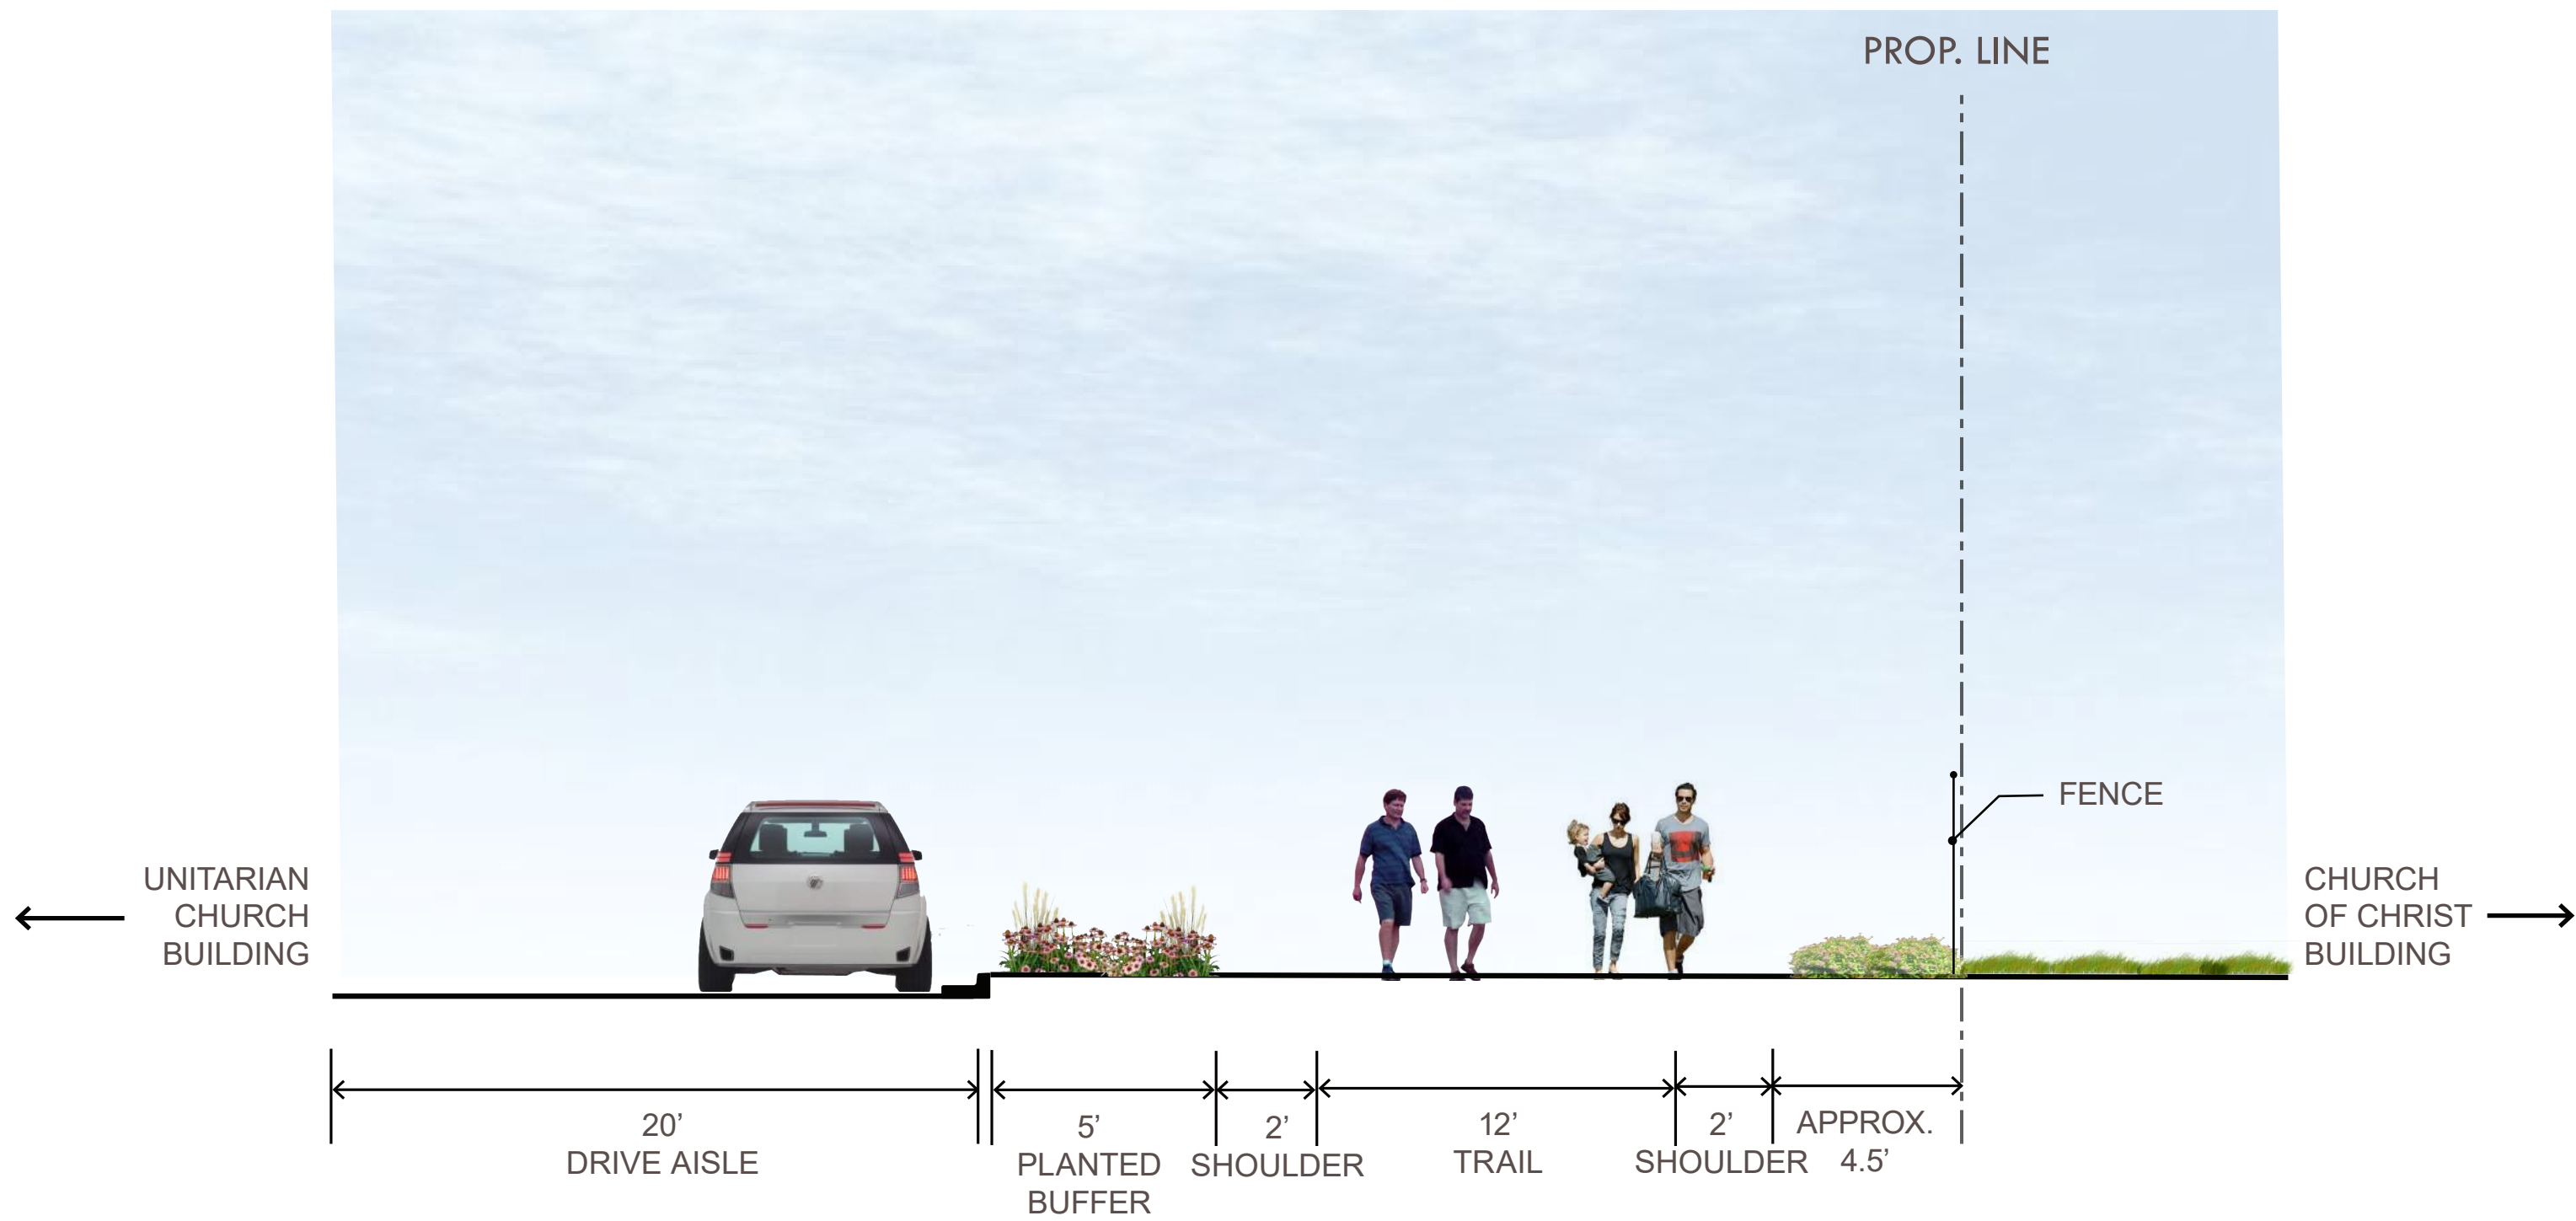 PROP. LINE
FENCE
UNITARIAN
CHURCH
BUILDING
CHURCH
OF CHRIST
BUILDING
20’
DRIVE AISLE
5’
PLANTED
BUFFER
2’
SHOULDER
12’
TRAIL
2’
SHOULDER
APPROX.
4.5’